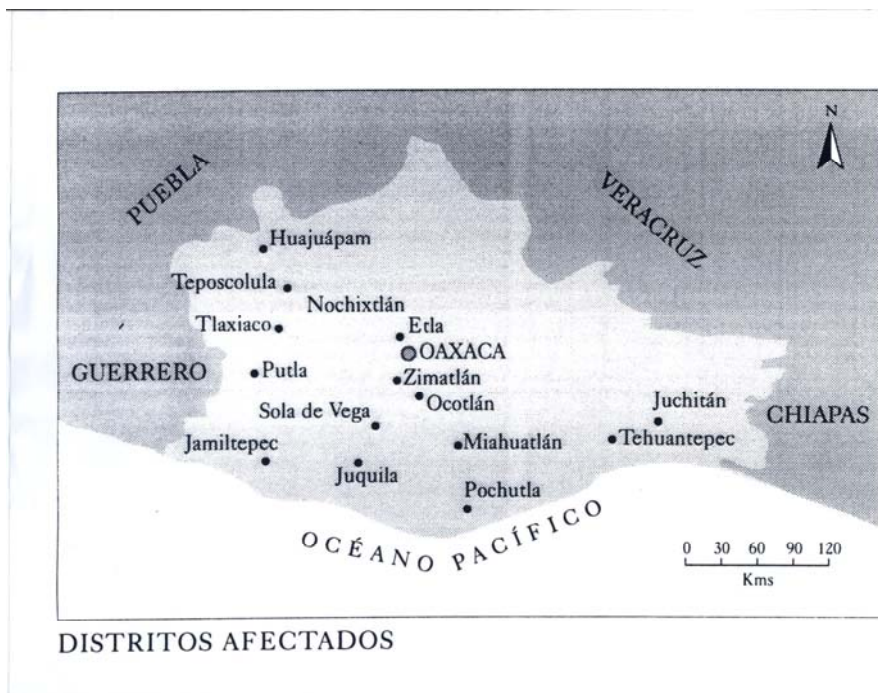 N
PUEBLA
VERACRUZ
Huajuápam
Teposcolula
Nochixtlán
Tlaxiaco
Etla
OAXACA
GUERRERO
Putla
Zimatlán
Ocotlán
Sola de Vega
Juchitán
CHIAPAS
Jamiltepec
Miahuatlán
Tehuantepec
Juquila
Pochutla
OCÉANO PACÍFICO
0 30 60 90 120
Kms
DISTRITOS AFECTADOS